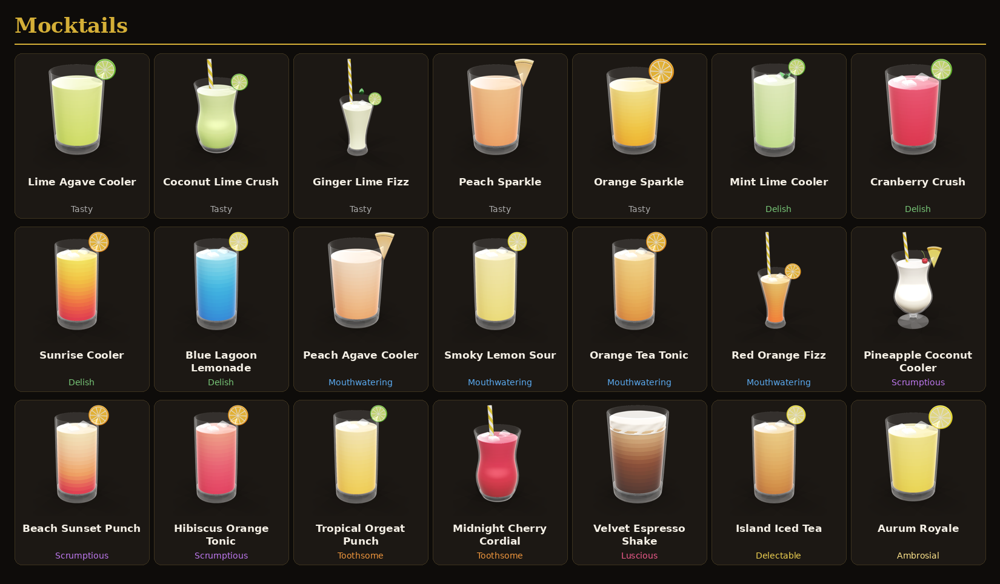 Mocktails
Lime Agave Cooler
Tasty
Coconut Lime Crush
Tasty
Ginger Lime Fizz
Tasty
Peach Sparkle
Tasty
Orange Sparkle
Tasty
Mint Lime Cooler
Delish
Cranberry Crush
Delish
Sunrise Cooler
Delish
Blue Lagoon
Lemonade
Delish
Peach Agave Cooler
Mouthwatering
Smoky Lemon Sour
Mouthwatering
Orange Tea Tonic
Mouthwatering
Red Orange Fizz
Mouthwatering
Pineapple Coconut
Cooler
Scrumptious
Beach Sunset Punch
Scrumptious
Hibiscus Orange
Tonic
Scrumptious
Tropical Orgeat
Punch
Toothsome
Midnight Cherry
Cordial
Toothsome
Velvet Espresso
Shake
Luscious
Island Iced Tea
Delectable
Aurum Royale
Ambrosial